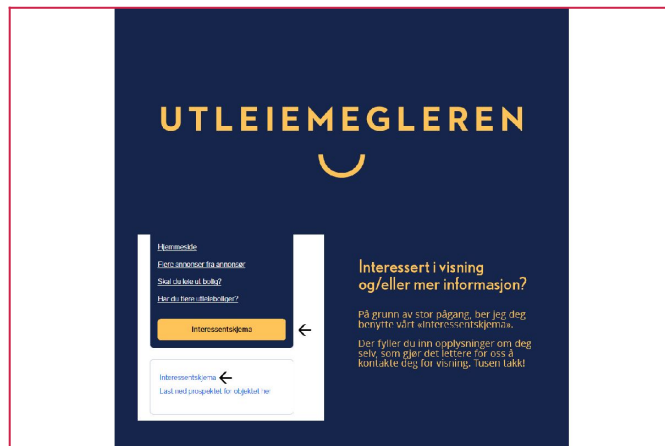 UTLEIEMEGLEREN
Hjemmeside
Flere annonser fra annonsør
Skal du leie ut bolig?
Har du flere utleieboliger?
Interessentskjema
Interessentskjema
Last ned prospektet for objektet her
Interessert i visning
og/eller mer informasjon?
På grunn av stor pågang, ber jeg deg
benytte vårt «Interessentskjema».
Der fyller du inn opplysninger om deg
selv, som gjør det lettere for oss å
kontakte deg for visning. Tusen takk!